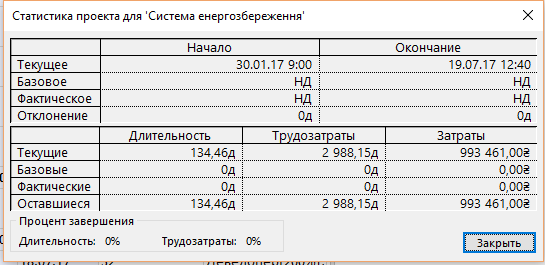 Статистика проекта для 'Система енергозбереження'
Начало Окончание
Текущее 30.01.17 9:00 19.07.17 12:40
Базовое НД НД
Фактическое НД НД
Отклонение 0д 0д
Длительность Трудозатраты Затраты
Текущие 134,46д 2 988,15д 993 461,00₴
Базовые 0д 0д 0,00₴
Фактические 0д 0д 0,00₴
Оставшиеся 134,46д 2 988,15д 993 461,00₴
Процент завершения
Длительность: 0% Трудозатраты: 0%
Закрыть